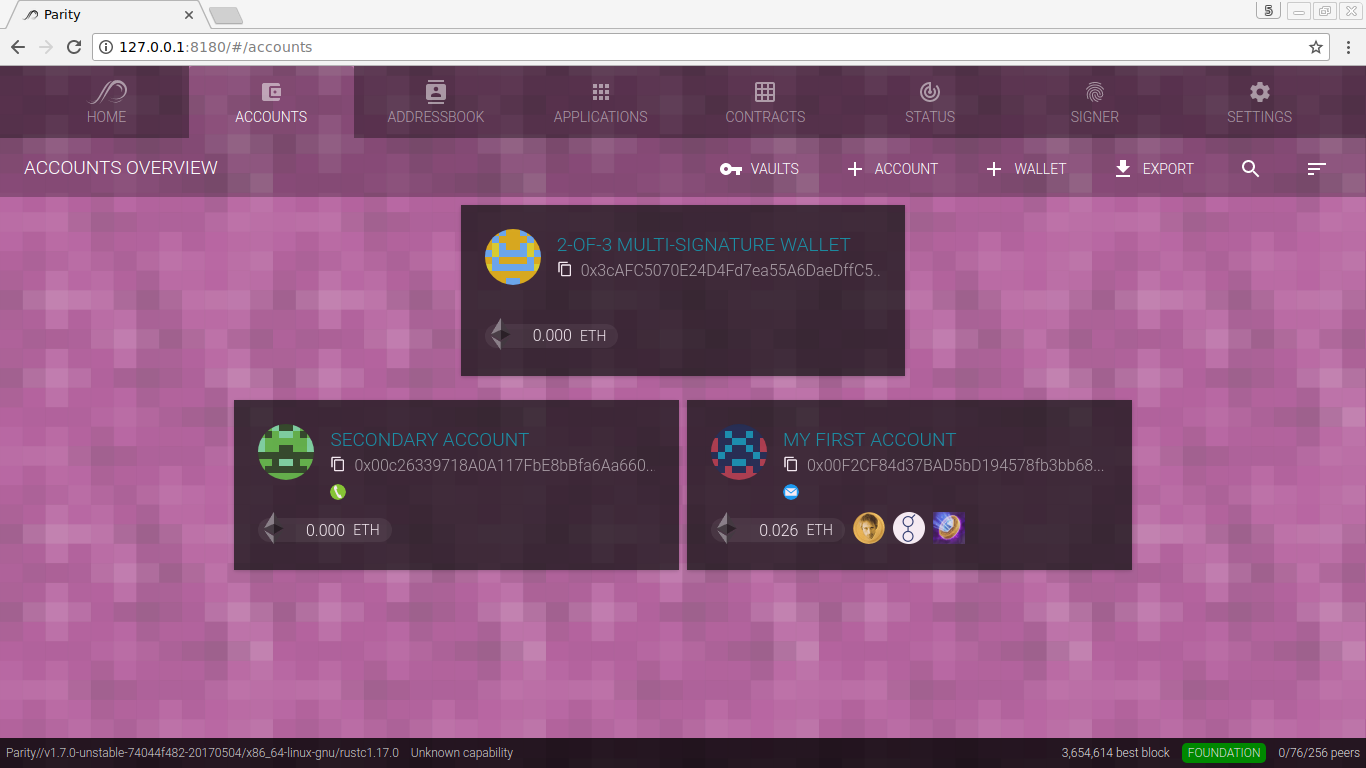 Parity
5
127.0.0.1:8180/#/accounts
HOME
ACCOUNTS
ADDRESSBOOK
APPLICATIONS
CONTRACTS
STATUS
SIGNER
SETTINGS
ACCOUNTS OVERVIEW
VAULTS
ACCOUNT
WALLET
EXPORT
2-OF-3 MULTI-SIGNATURE WALLET
0x3cAFC5070E24D4Fd7ea55A6DaeDffC5..
0.000 ETH
SECONDARY ACCOUNT
0x00c26339718A0A117FbE8bBfa6Aa660..
0.000 ETH
MY FIRST ACCOUNT
0x00F2CF84d37BAD5bD194578fb3bb68...
0.026 ETH
Parity//v1.7.0-unstable-74044f482-20170504/x86_64-linux-gnu/rustc1.17.0
Unknown capability
3,654,614 best block
FOUNDATION
0/76/256 peers